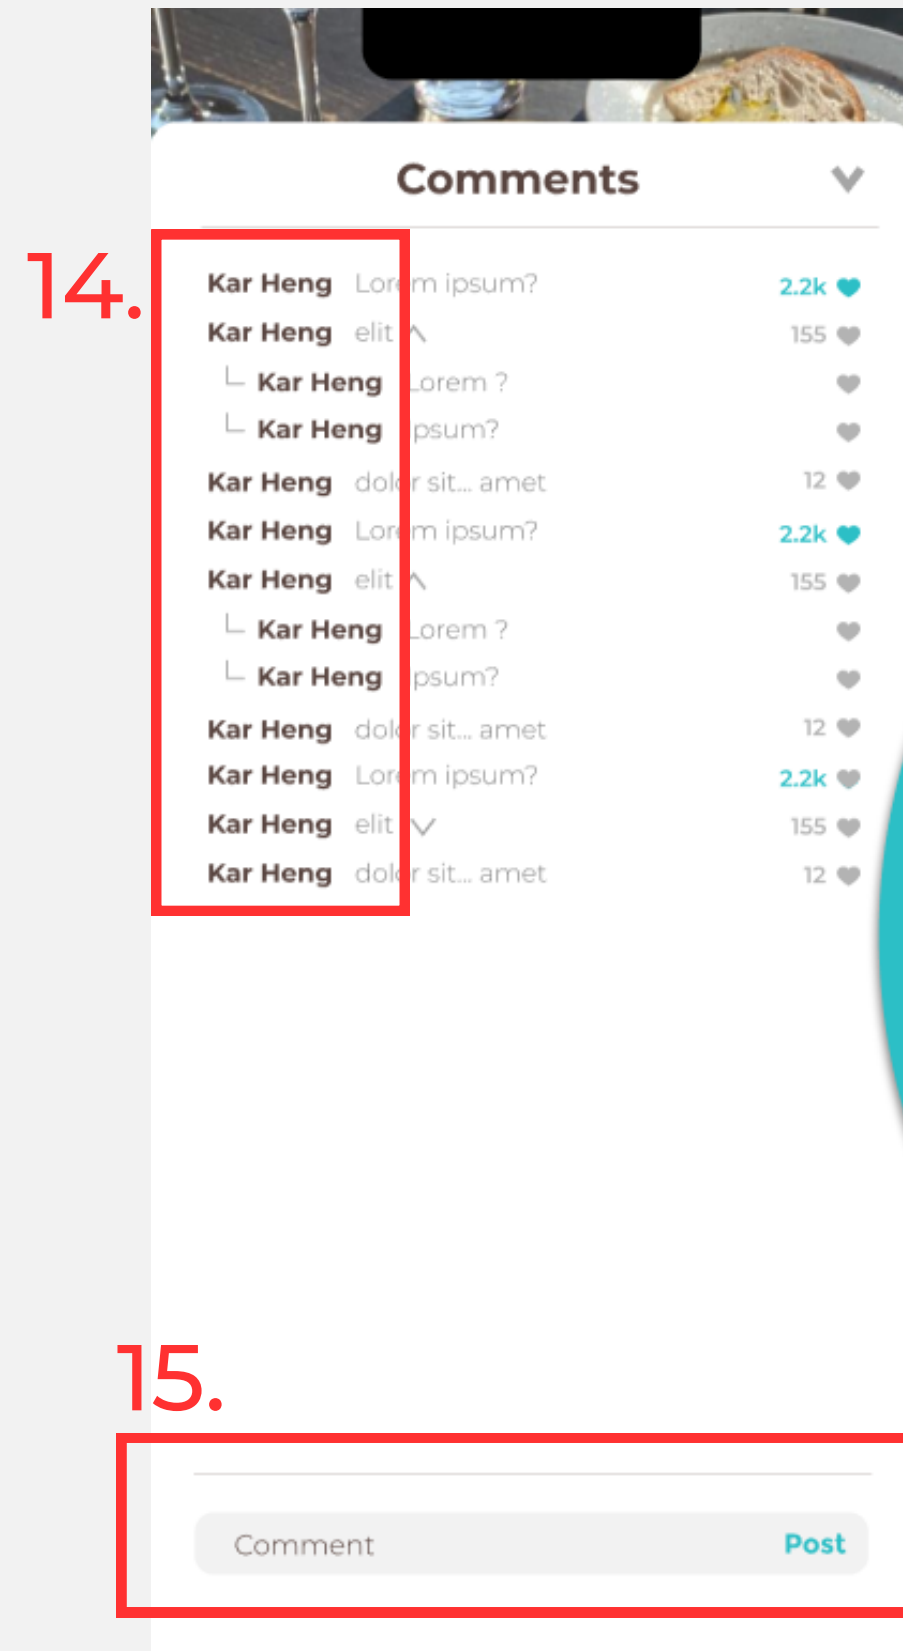 Comments
14.
Kar Heng Lorem ipsum? 2.2k
Kar Heng elit 155
Kar Heng Lorem ?
Kar Heng Ipsum?
Kar Heng dolor sit... amet 12
Kar Heng Lorem ipsum? 2.2k
Kar Heng elit 155
Kar Heng Lorem ?
Kar Heng Ipsum?
Kar Heng dolor sit... amet 12
Kar Heng Lorem ipsum? 2.2k
Kar Heng elit 155
Kar Heng dolor sit... amet 12
15.
Comment Post